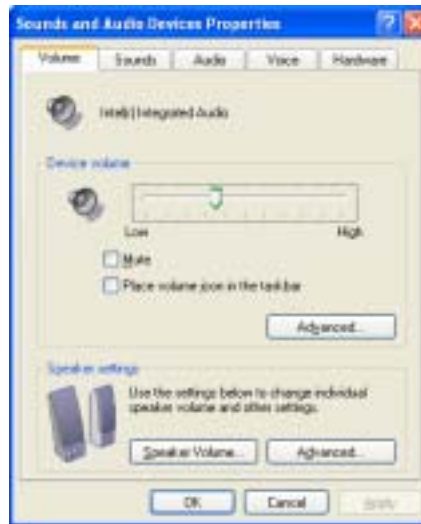 Sounds and Audio Devices Properties
Volume Sounds Audio Voice Hardware
Intel(r) Integrated Audio
Device volume
Low High
Mute
Place volume icon in the taskbar
Advanced...
Speaker settings
Use the settings below to change individual
speaker volume and other settings.
Speaker Volume... Advanced...
OK Cancel Apply